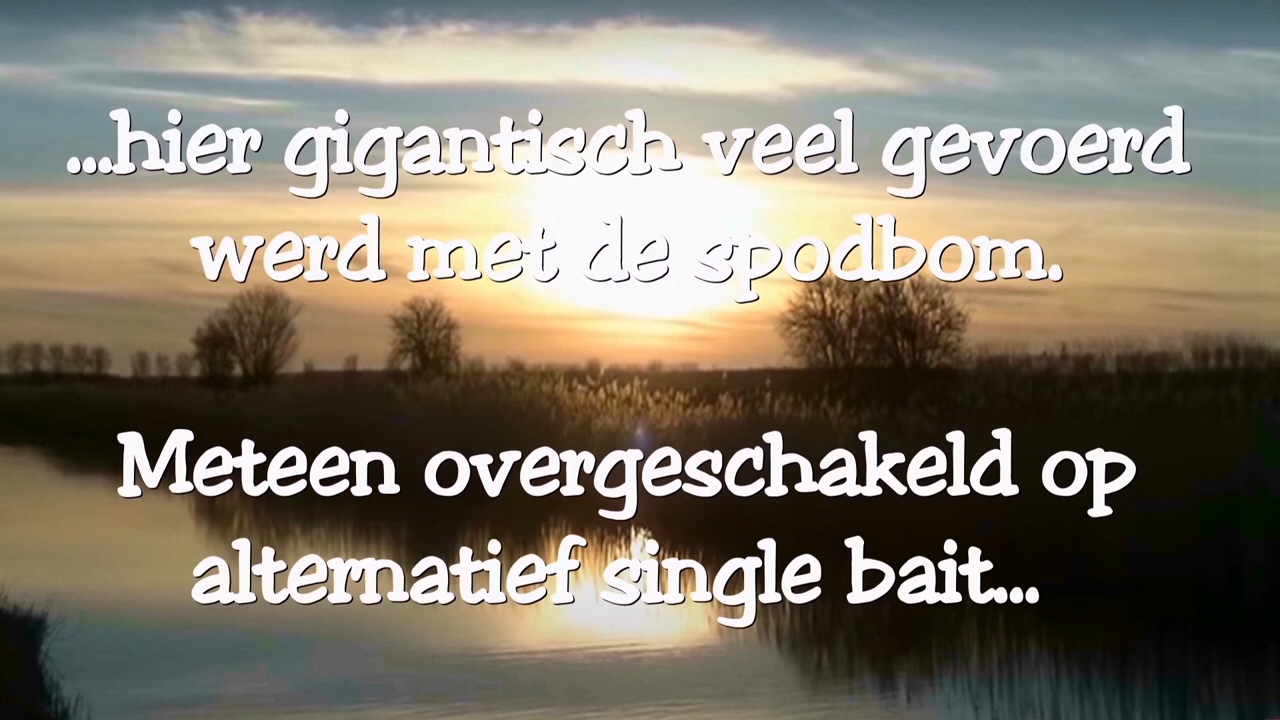 ...hier gigantisch veel gevoerd
werd met de spodbom.
Meteen overgeschakeld op
alternatief single bait...